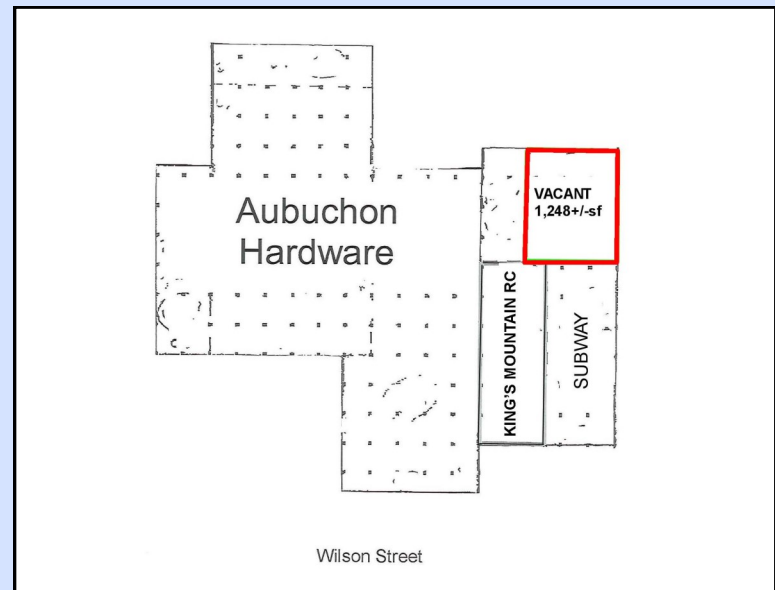 Aubuchon
Hardware
VACANT
1,248+/-sf
KING'S MOUNTAIN RC
SUBWAY
Wilson Street